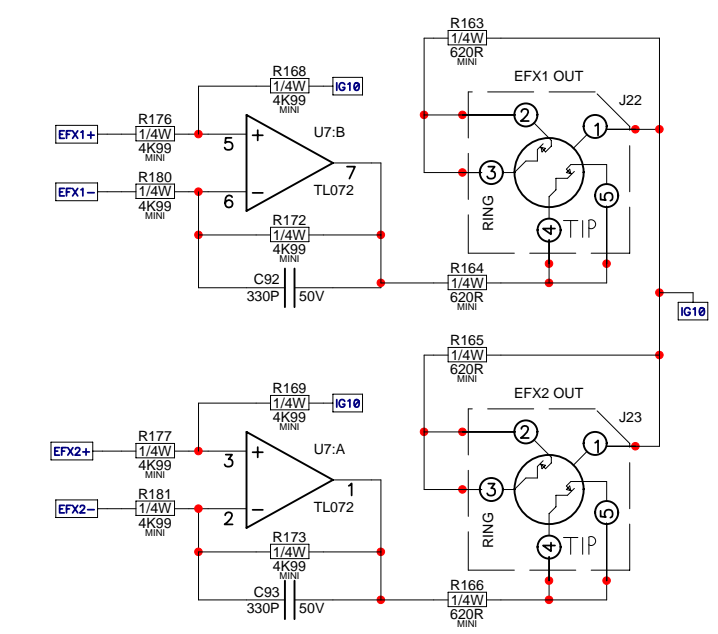 R163
1/4W
620R
MINI
EFX1 OUT
J22
R168
1/4W
IG10
4K99
MINI
R176
EFX1+
1/4W
4K99
MINI
5
+
U7:B
7
TL072
R180
EFX1-
1/4W
4K99
MINI
6
−
R172
1/4W
4K99
MINI
C92
330P
50V
2
1
3
RING
4
TIP
5
R164
1/4W
620R
MINI
IG10
R165
1/4W
620R
MINI
EFX2 OUT
J23
R169
1/4W
IG10
4K99
MINI
R177
EFX2+
1/4W
4K99
MINI
3
+
U7:A
1
TL072
R181
EFX2-
1/4W
4K99
MINI
2
−
R173
1/4W
4K99
MINI
C93
330P
50V
2
1
3
RING
4
TIP
5
R166
1/4W
620R
MINI